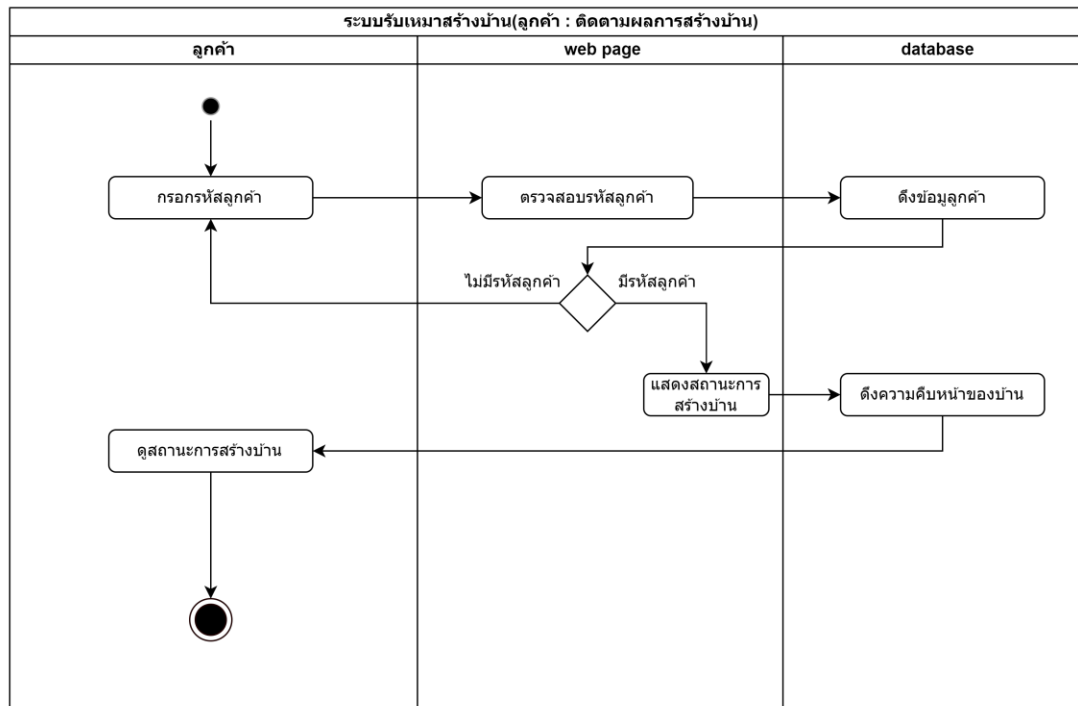 ระบบรับเหมาสร้างบ้าน(ลูกค้า : ติดตามผลการสร้างบ้าน)
ลูกค้า
web page
database
กรอกรหัสลูกค้า
ตรวจสอบรหัสลูกค้า
ดึงข้อมูลูกค้า
ไม่มีรหัสลูกค้า
มีรหัสลูกค้า
แสดงสถานะการ
สร้างบ้าน
ดึงความคืบหน้าของบ้าน
ดูสถานะการสร้างบ้าน